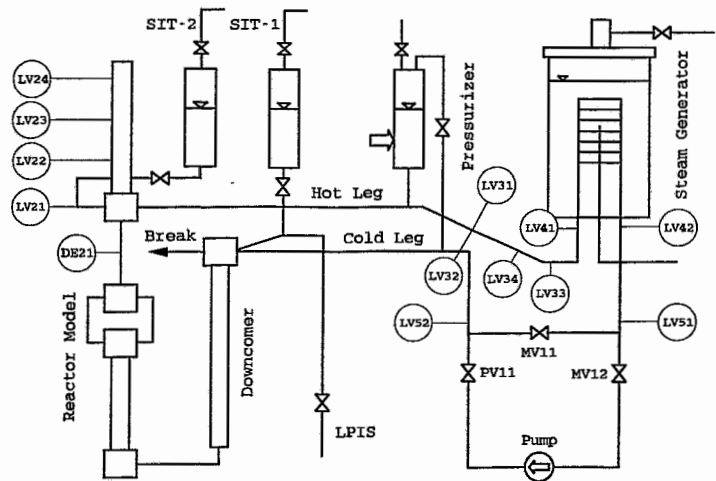 SIT-2
SIT-1
LV24
LV23
LV22
LV21
Pressurizer
Steam Generator
Hot Leg
LV31
LV41
LV42
Break
Cold Leg
DE21
LV32
LV34
LV33
LV52
LV51
Reactor Model
Downcomer
MV11
PV11
MV12
LPIS
Pump